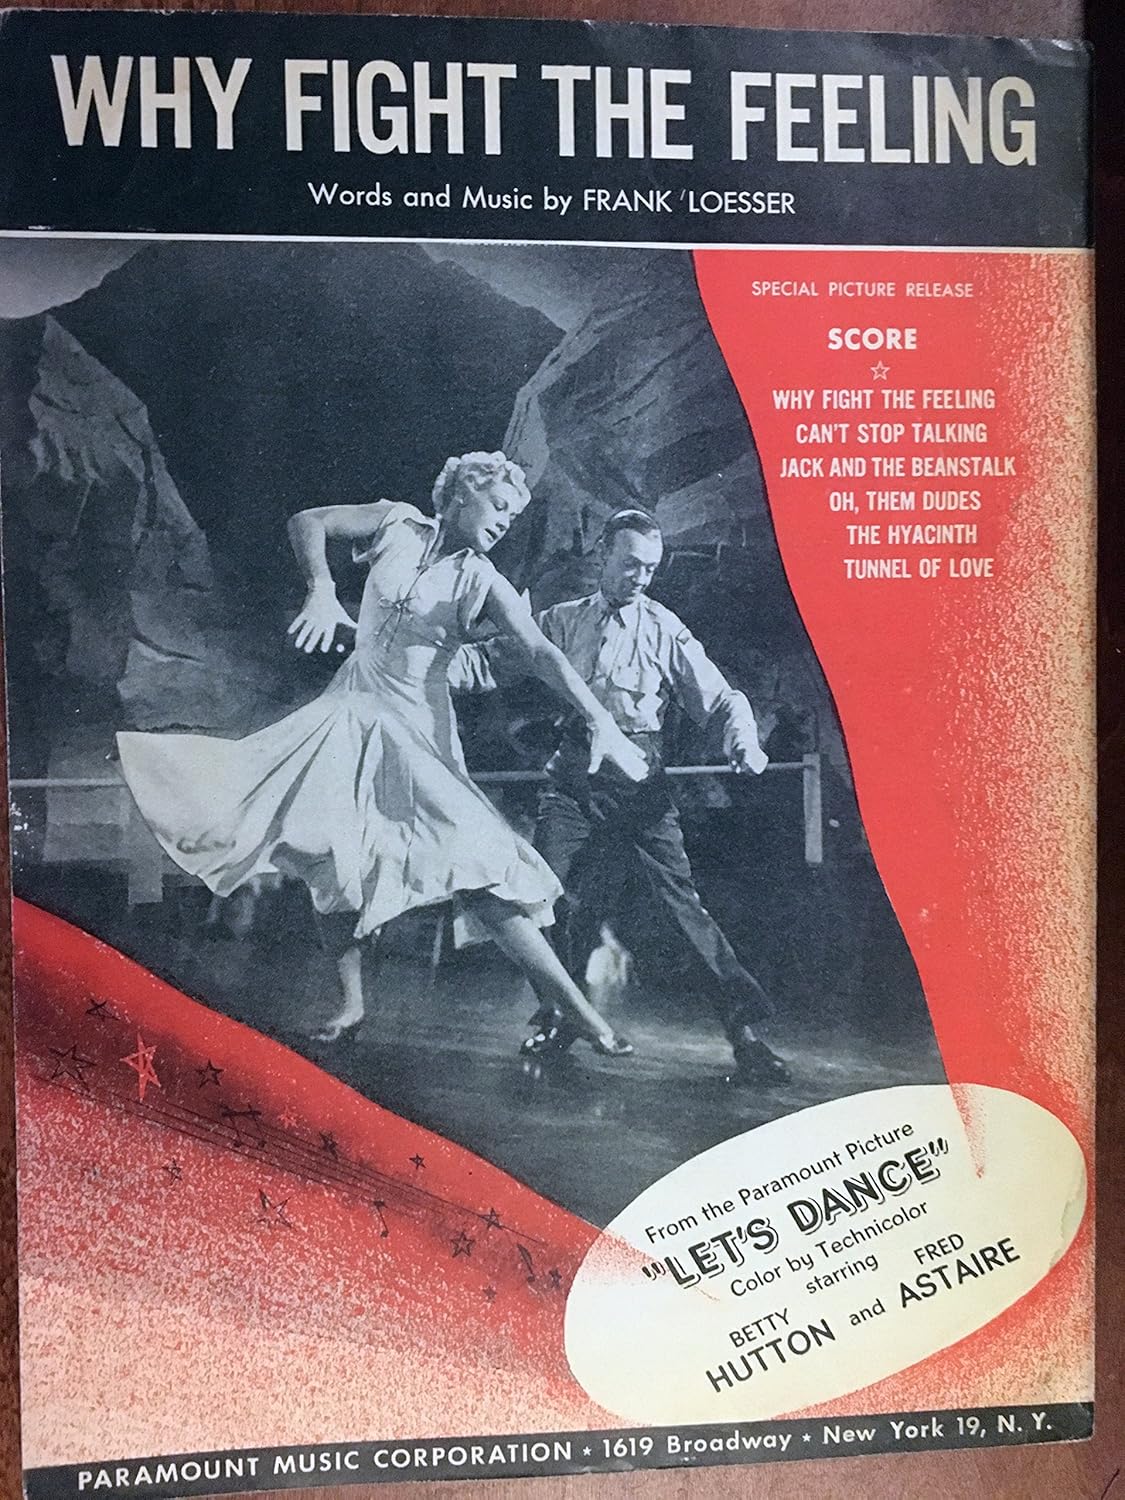 WHY FIGHT THE FEELING
Words and Music by FRANK LOESSER
SPECIAL PICTURE RELEASE
SCORE
WHY FIGHT THE FEELING
CAN'T STOP TALKING
JACK AND THE BEANSTALK
OH, THEM DUDES
THE HYACINTH
TUNNEL OF LOVE
From the Paramount Picture
"LET'S DANCE"
Color by Technicolor
starring
BETTY HUTTON and FRED ASTAIRE
PARAMOUNT MUSIC CORPORATION ★ 1619 Broadway ★ New York 19, N. Y.